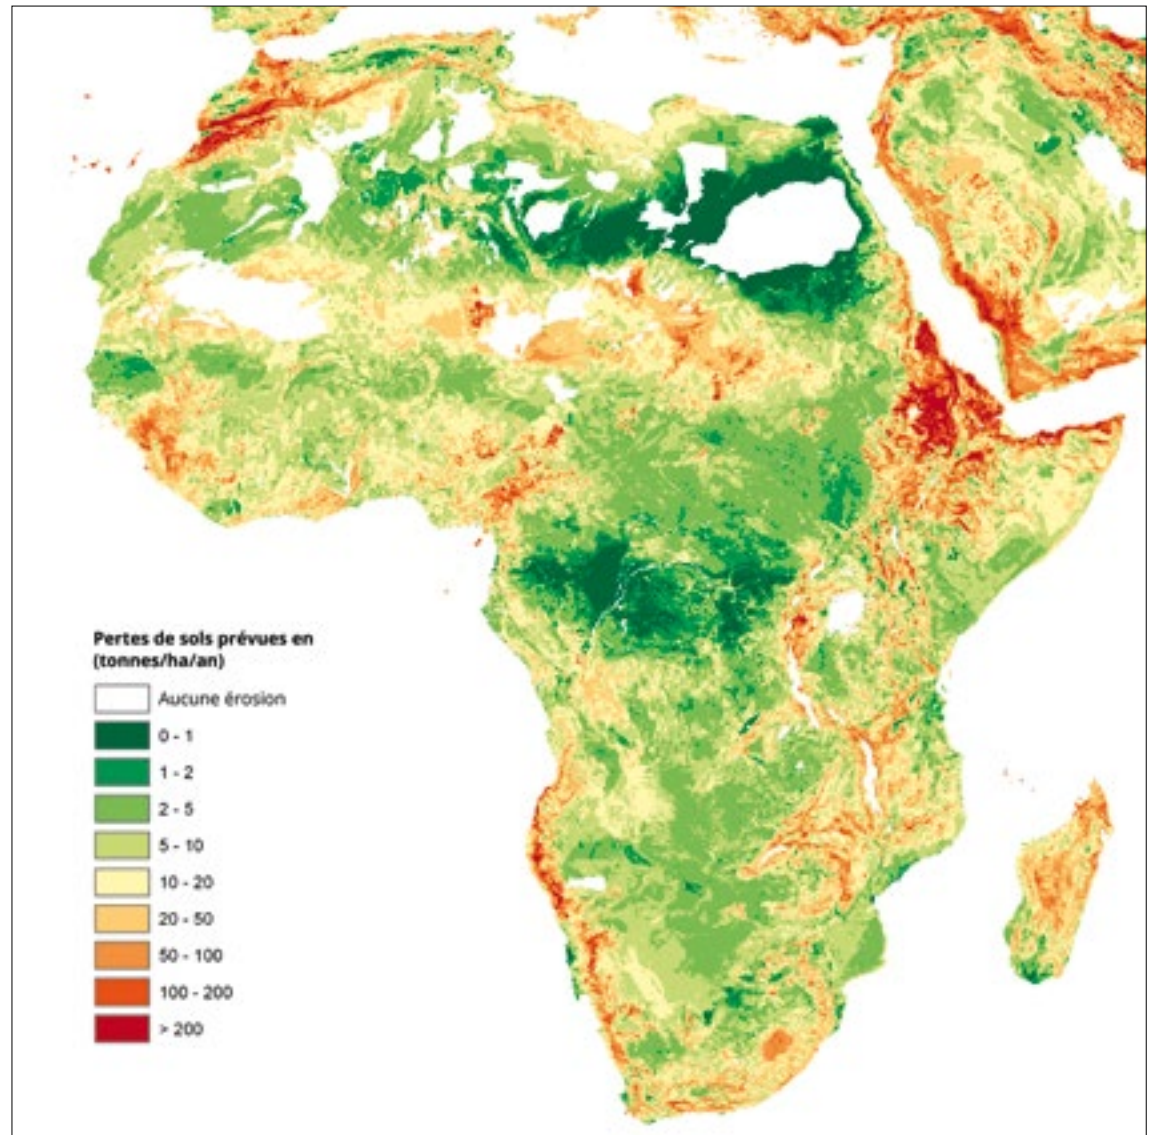 Pertes de sols prévues en
(tonnes/ha/an)
Aucune érosion
0 - 1
1 - 2
2 - 5
5 - 10
10 - 20
20 - 50
50 - 100
100 - 200
> 200